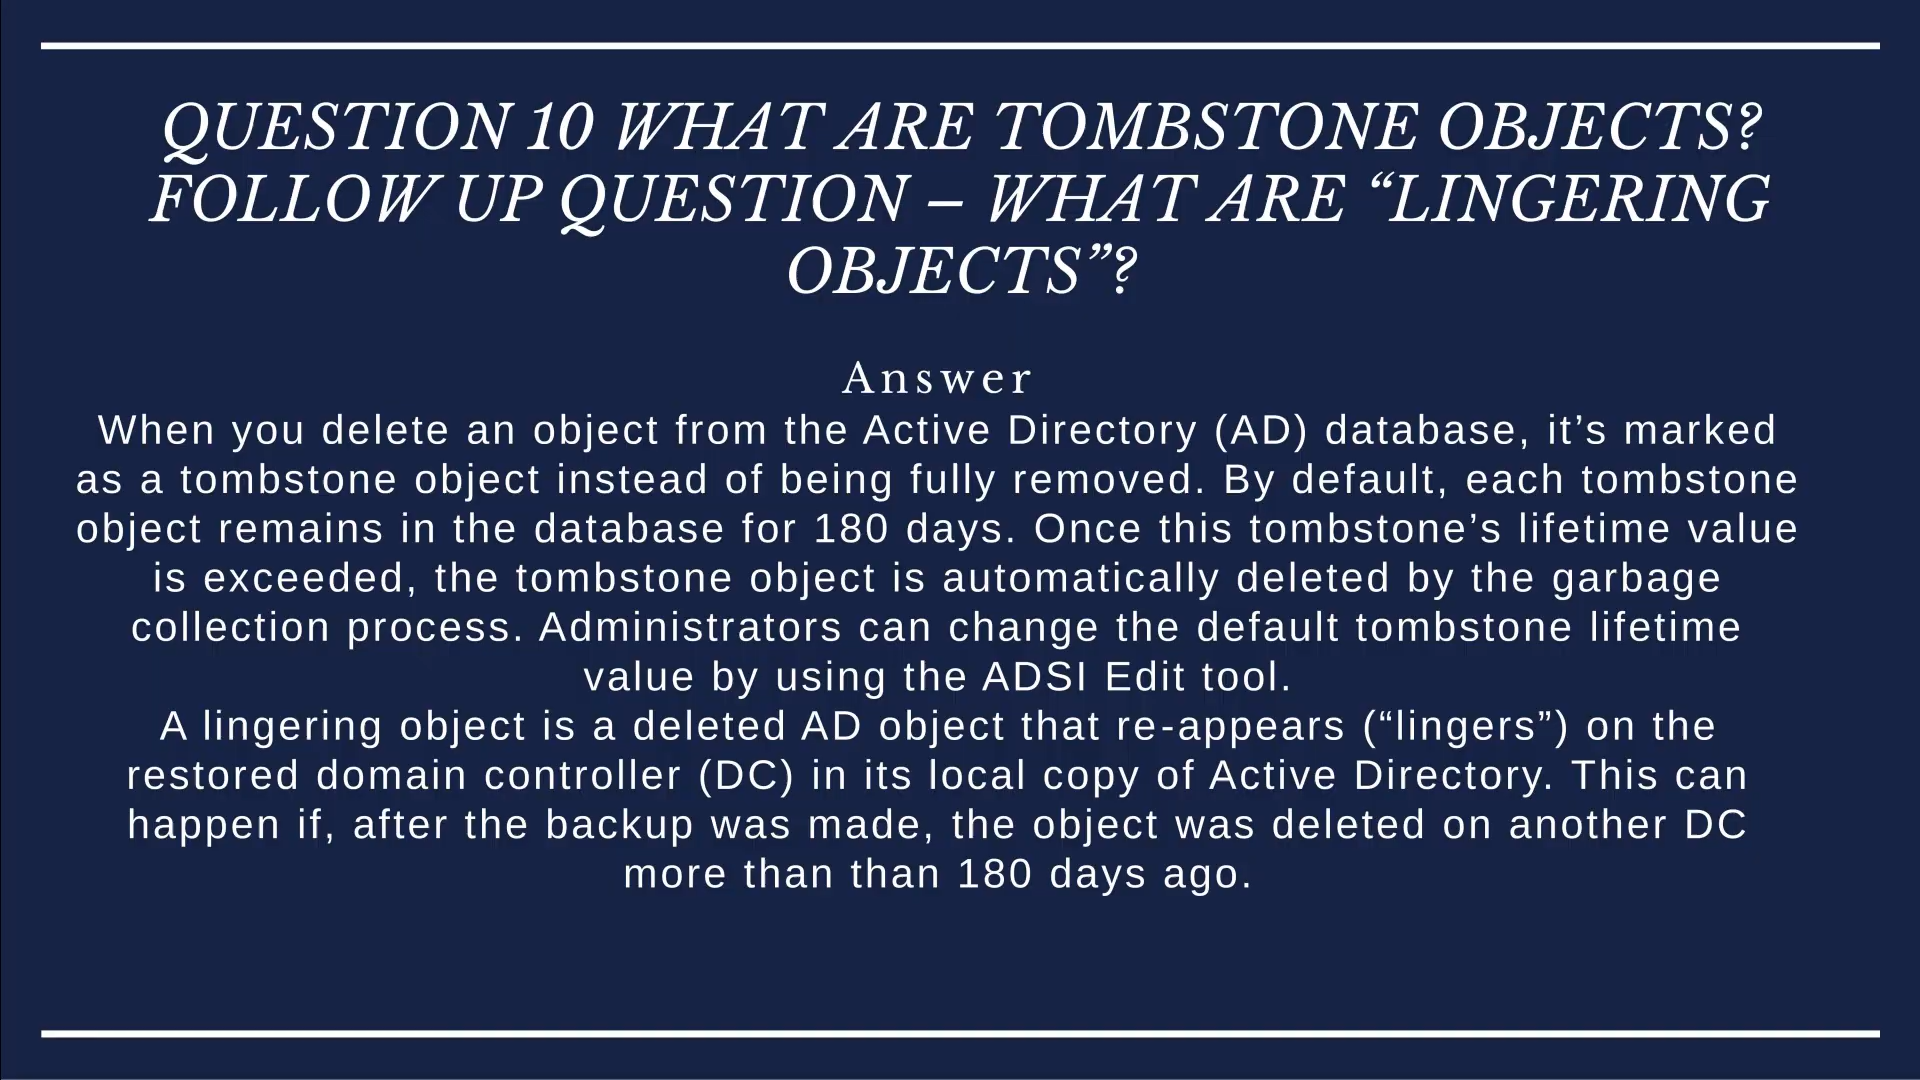 QUESTION 10 WHAT ARE TOMBSTONE OBJECTS?
FOLLOW UP QUESTION – WHAT ARE “LINGERING
OBJECTS”?
Answer
When you delete an object from the Active Directory (AD) database, it’s marked
as a tombstone object instead of being fully removed. By default, each tombstone
object remains in the database for 180 days. Once this tombstone’s lifetime value
is exceeded, the tombstone object is automatically deleted by the garbage
collection process. Administrators can change the default tombstone lifetime
value by using the ADSI Edit tool.
A lingering object is a deleted AD object that re-appears (“lingers”) on the
restored domain controller (DC) in its local copy of Active Directory. This can
happen if, after the backup was made, the object was deleted on another DC
more than than 180 days ago.